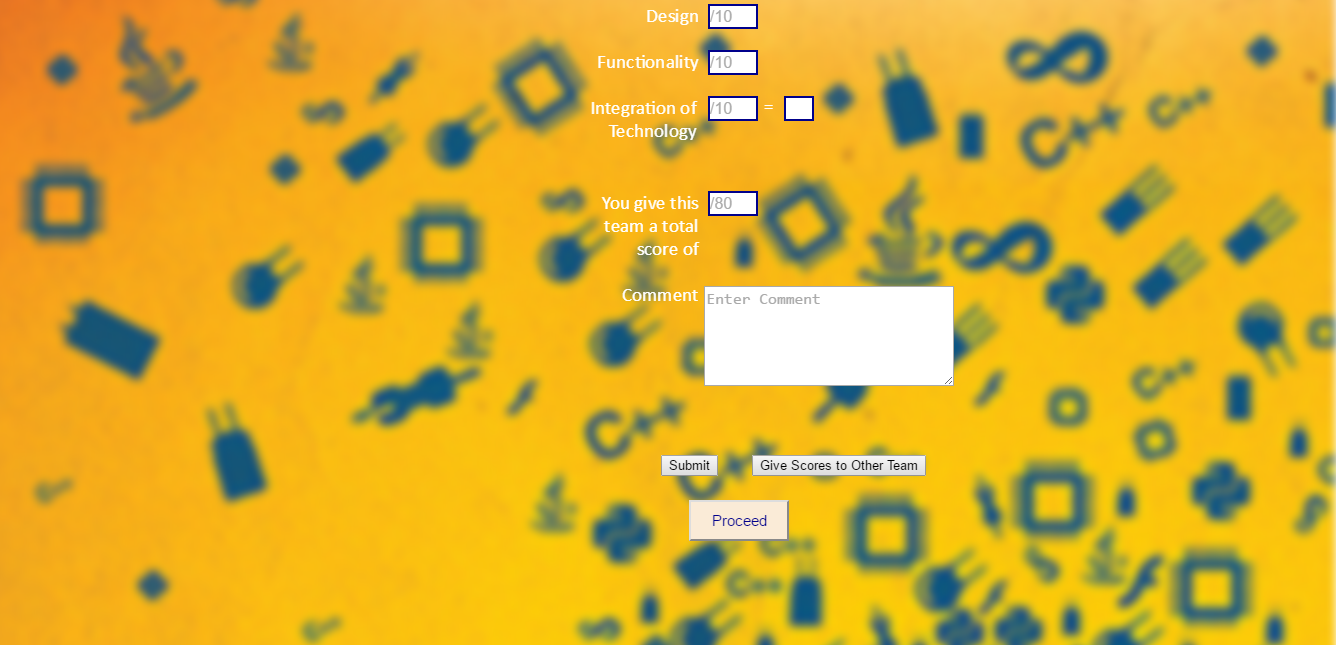 Design /10
Functionality /10
Integration of /10 =
Technology
You give this /80
team a total
score of
Comment Enter Comment
Submit Give Scores to Other Team
Proceed
C++
C++
C++
C++
C++
C++
C++
C++